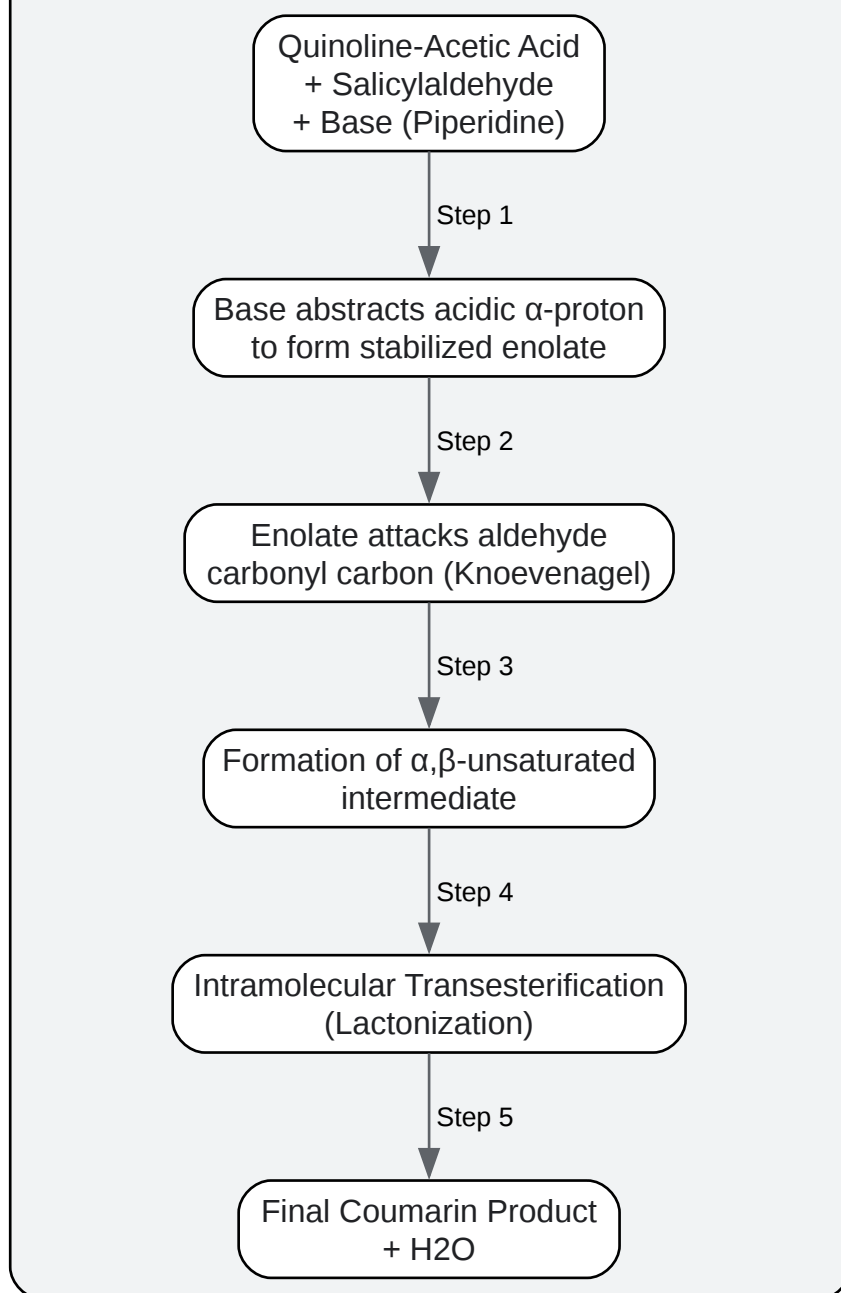 Quinoline-Acetic Acid
+ Salicylaldehyde
+ Base (Piperidine)
Step 1
Base abstracts acidic α-proton
to form stabilized enolate
Step 2
Enolate attacks aldehyde
carbonyl carbon (Knoevenagel)
Step 3
Formation of α,β-unsaturated
intermediate
Step 4
Intramolecular Transesterification
(Lactonization)
Step 5
Final Coumarin Product
+ H2O